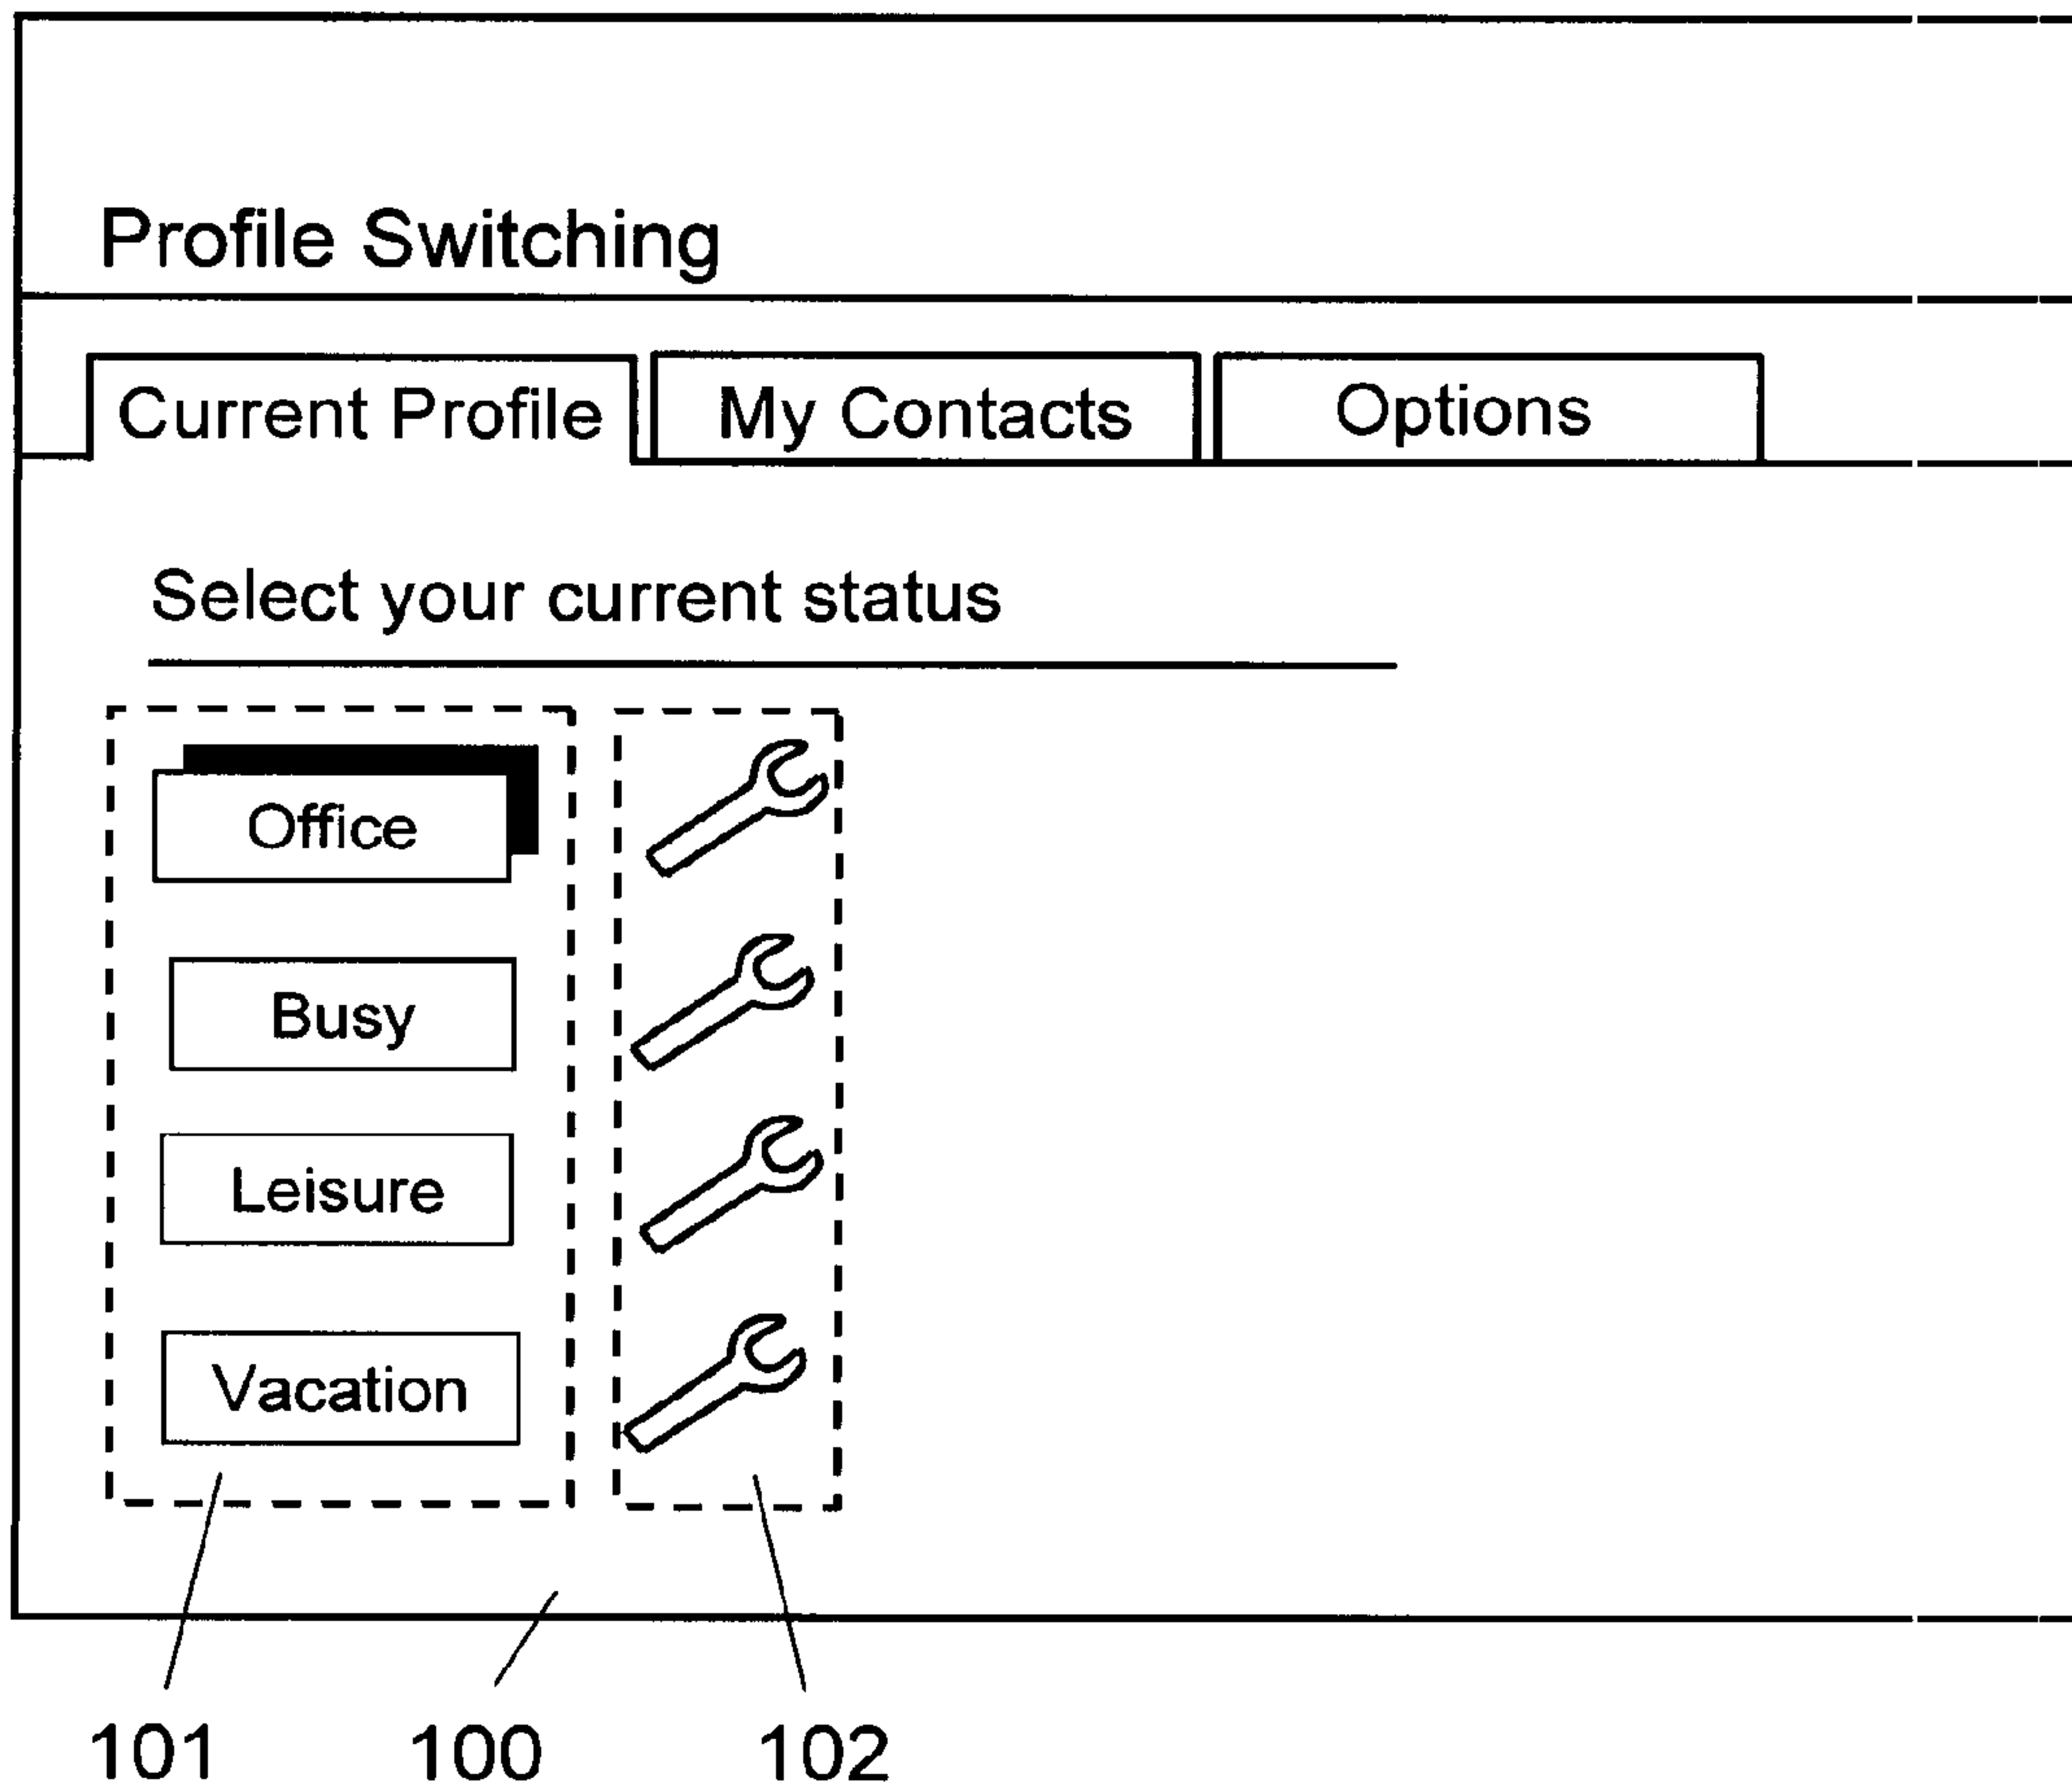 Profile Switching
Current Profile My Contacts Options
Select your current status
Office
Busy
Leisure
Vacation
101 100 102